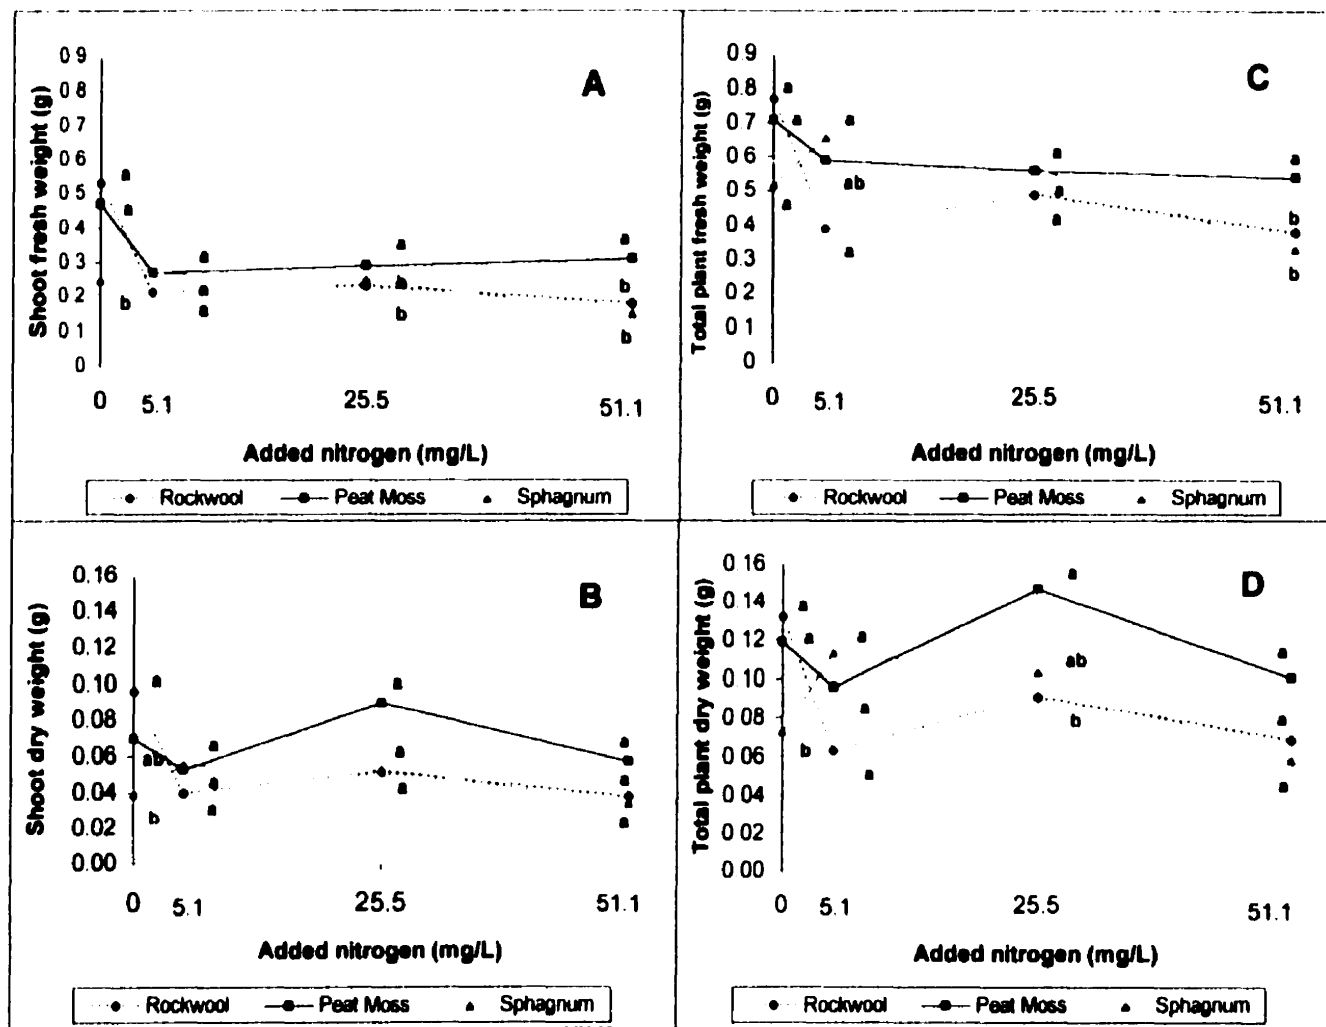 A
Shoot fresh weight (g)
0.9
0.8
0.7
0.6
0.5
0.4
0.3
0.2
0.1
0
a
a
b
a
a
a
a
b
b
a
b
b
0
5.1
25.5
51.1
Added nitrogen (mg/L)
Rockwool Peat Moss Sphagnum
C
Total plant fresh weight (g)
0.9
0.8
0.7
0.6
0.5
0.4
0.3
0.2
0.1
0
a
a
a
a
ab
a
a
a
a
a
b
b
0
5.1
25.5
51.1
Added nitrogen (mg/L)
Rockwool Peat Moss Sphagnum
B
Shoot dry weight (g)
0.16
0.14
0.12
0.10
0.08
0.06
0.04
0.02
0.00
a
ab
b
a
a
a
a
a
a
a
a
a
0
5.1
25.5
51.1
Added nitrogen (mg/L)
Rockwool Peat Moss Sphagnum
D
Total plant dry weight (g)
0.16
0.14
0.12
0.10
0.08
0.06
0.04
0.02
0.00
a
a
b
a
a
a
a
ab
b
a
a
a
0
5.1
25.5
51.1
Added nitrogen (mg/L)
Rockwool Peat Moss Sphagnum